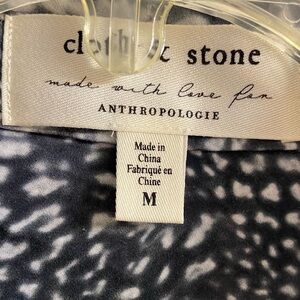 cloth & stone
made with love for
ANTHROPOLOGIE
Made in
China
Fabriqué en
Chine
M